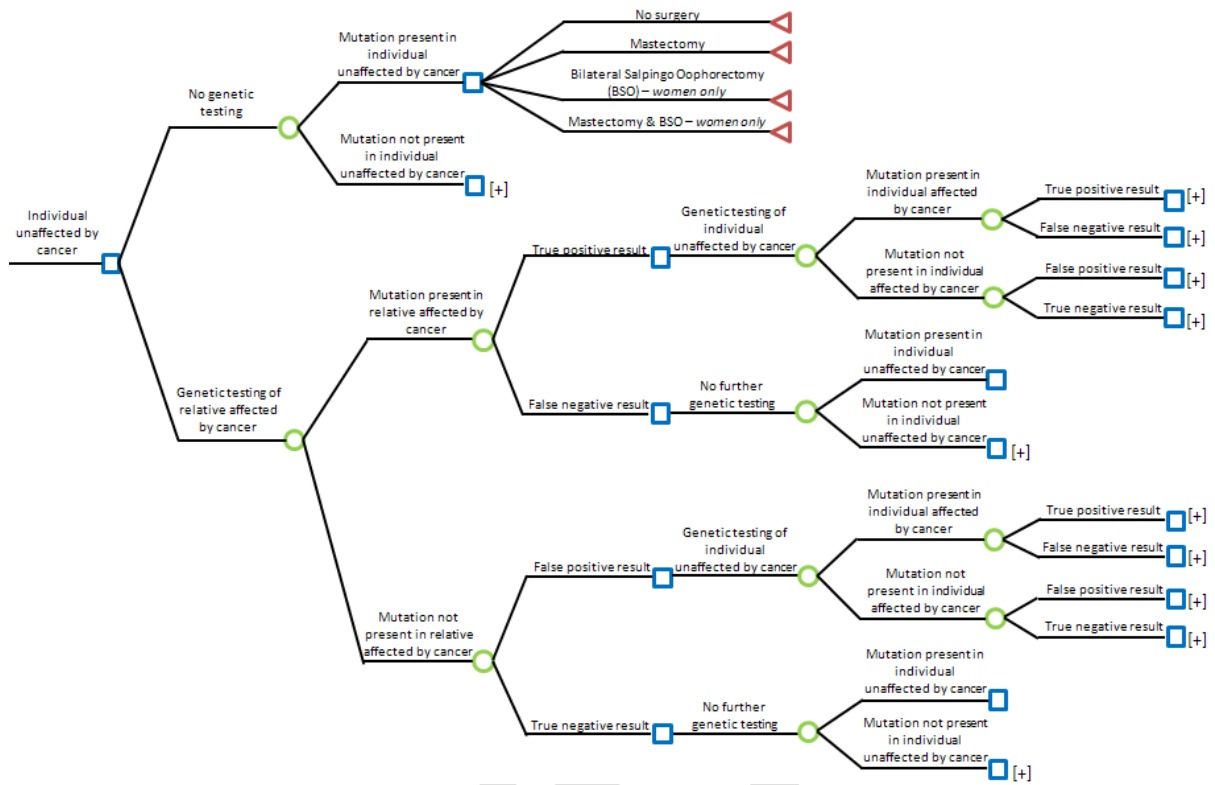 No surgery
Mutation present in
individual
unaffected by cancer
Mastectomy
Bilateral Salpingo Oophorectomy
(BSO) – women only
No genetic
testing
Mastectomy & BSO – women only
Mutation not present
in individual
unaffected by cancer
[+]
Individual
unaffected by
cancer
Genetic testing of
individual
unaffected by cancer
True positive result
Mutation present in
individual affected
by cancer
True positive result
[+]
False negative result
[+]
Mutation not
present in individual
affected by cancer
False positive result
[+]
True negative result
[+]
Mutation present in
relative affected by
cancer
Mutation present in
individual
unaffected by cancer
False negative result
No further
genetic testing
Mutation not
present in
individual
unaffected by cancer
[+]
Genetic testing of
relative affected
by cancer
Mutation present in
individual affected
by cancer
True positive result
[+]
False negative result
[+]
Genetic testing of
individual
unaffected by cancer
False positive result
Mutation not
present in individual
affected by cancer
False positive result
[+]
True negative result
[+]
Mutation not
present in relative
affected by cancer
Mutation present in
individual
unaffected by cancer
True negative result
No further
genetic testing
Mutation not
present in individual
unaffected by cancer
[+]